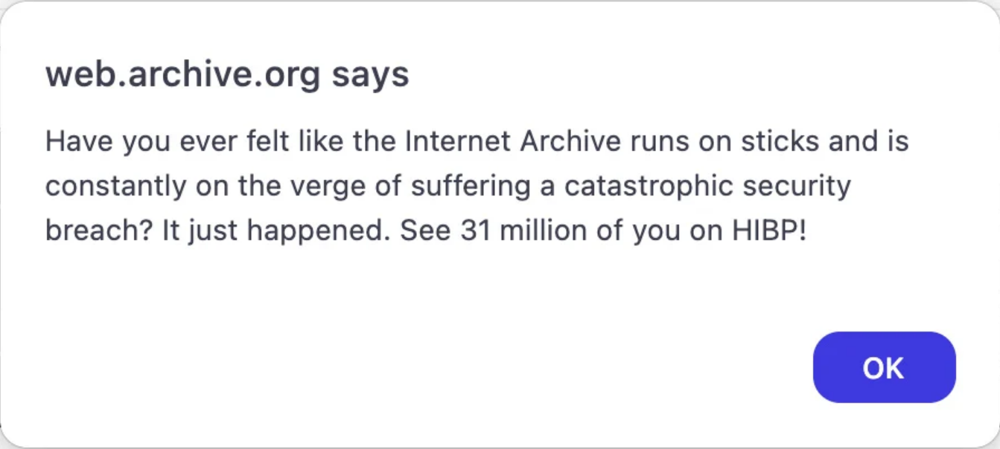 web.archive.org says
Have you ever felt like the Internet Archive runs on sticks and is
constantly on the verge of suffering a catastrophic security
breach? It just happened. See 31 million of you on HIBP!
OK